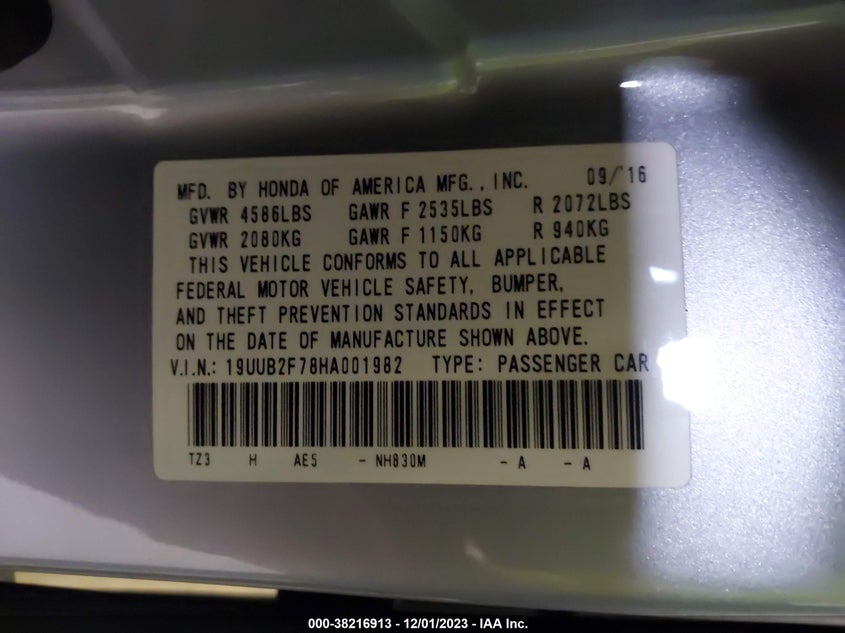 MFD. BY HONDA OF AMERICA MFG., INC. 09/16
GVWR 4586LBS GAWR F 2535LBS R 2072LBS
GVWR 2080KG GAWR F 1150KG R 940KG
THIS VEHICLE CONFORMS TO ALL APPLICABLE
FEDERAL MOTOR VEHICLE SAFETY, BUMPER,
AND THEFT PREVENTION STANDARDS IN EFFECT
ON THE DATE OF MANUFACTURE SHOWN ABOVE.
V.I.N.: 19UUB2F78HA001982 TYPE: PASSENGER CAR
TZ3 H AE5 - NH830M - A - A
000-38216913 - 12/01/2023 - IAA Inc.